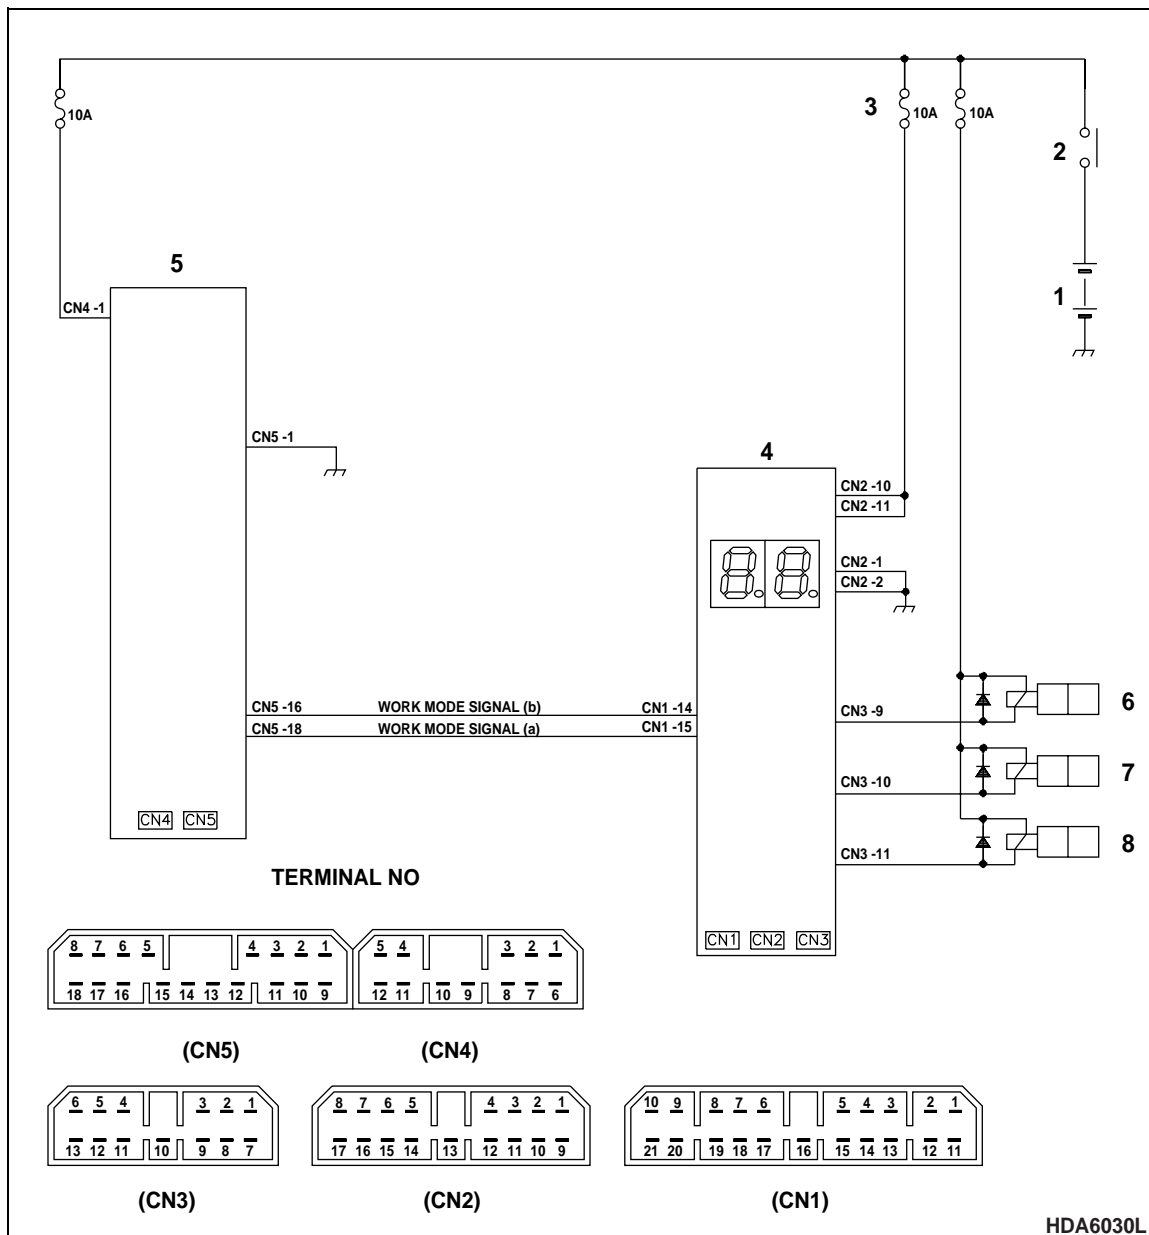 10A
3
10A
10A
2
5
CN4 -1
1
CN5 -1
4
CN2 -10
CN2 -11
CN2 -1
CN2 -2
8.8.
CN5 -16 WORK MODE SIGNAL (b) CN1 -14
CN5 -18 WORK MODE SIGNAL (a) CN1 -15
CN3 -9
6
CN3 -10
7
CN3 -11
8
CN4 CN5
CN1 CN2 CN3
TERMINAL NO
8 7 6 5 4 3 2 1
18 17 16 15 14 13 12 11 10 9
(CN5)
5 4 3 2 1
12 11 10 9 8 7 6
(CN4)
6 5 4 3 2 1
13 12 11 10 9 8 7
(CN3)
8 7 6 5 4 3 2 1
17 16 15 14 13 12 11 10 9
(CN2)
10 9 8 7 6 5 4 3 2 1
21 20 19 18 17 16 15 14 13 12 11
(CN1)
HDA6030L